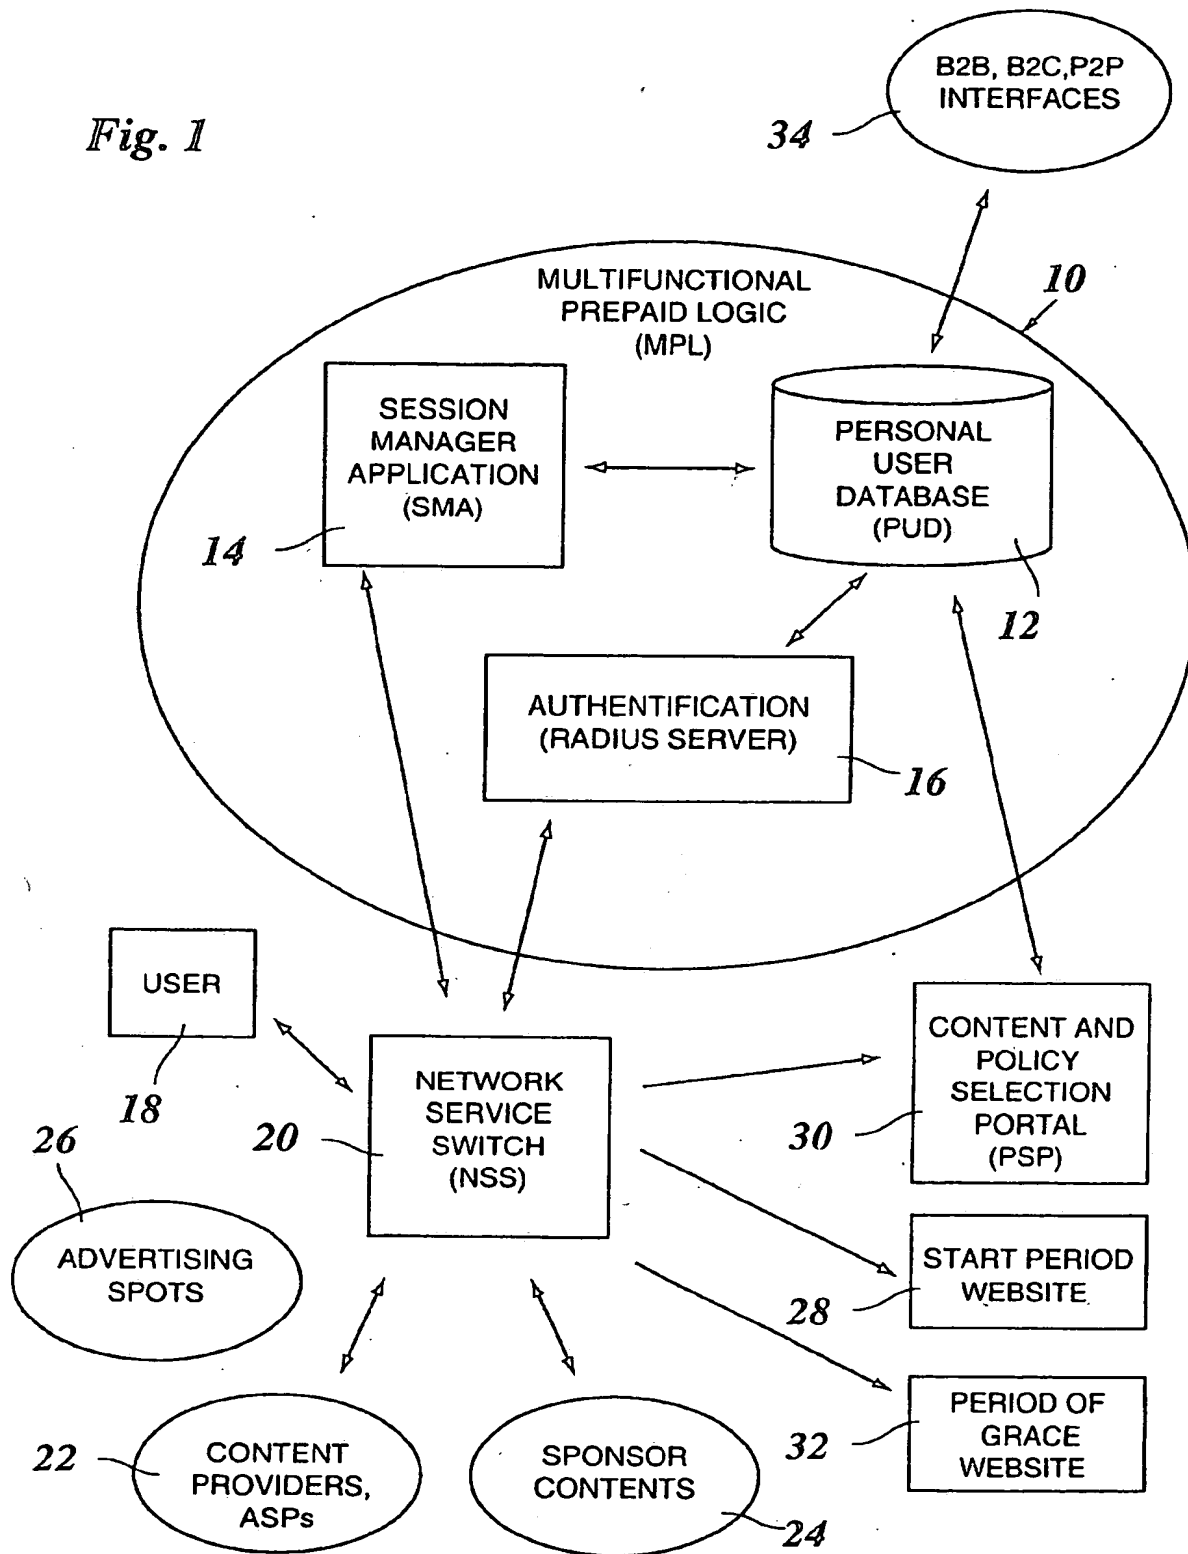 Fig. 1
B2B, B2C,P2P
INTERFACES
34
MULTIFUNCTIONAL
PREPAID LOGIC
(MPL)
10
SESSION
MANAGER
APPLICATION
(SMA)
14
PERSONAL
USER
DATABASE
(PUD)
12
AUTHENTIFICATION
(RADIUS SERVER)
16
USER
18
NETWORK
SERVICE
SWITCH
(NSS)
20
CONTENT AND
POLICY
SELECTION
PORTAL
(PSP)
30
26
ADVERTISING
SPOTS
START PERIOD
WEBSITE
28
PERIOD OF
GRACE
WEBSITE
32
22
CONTENT
PROVIDERS,
ASPs
SPONSOR
CONTENTS
24